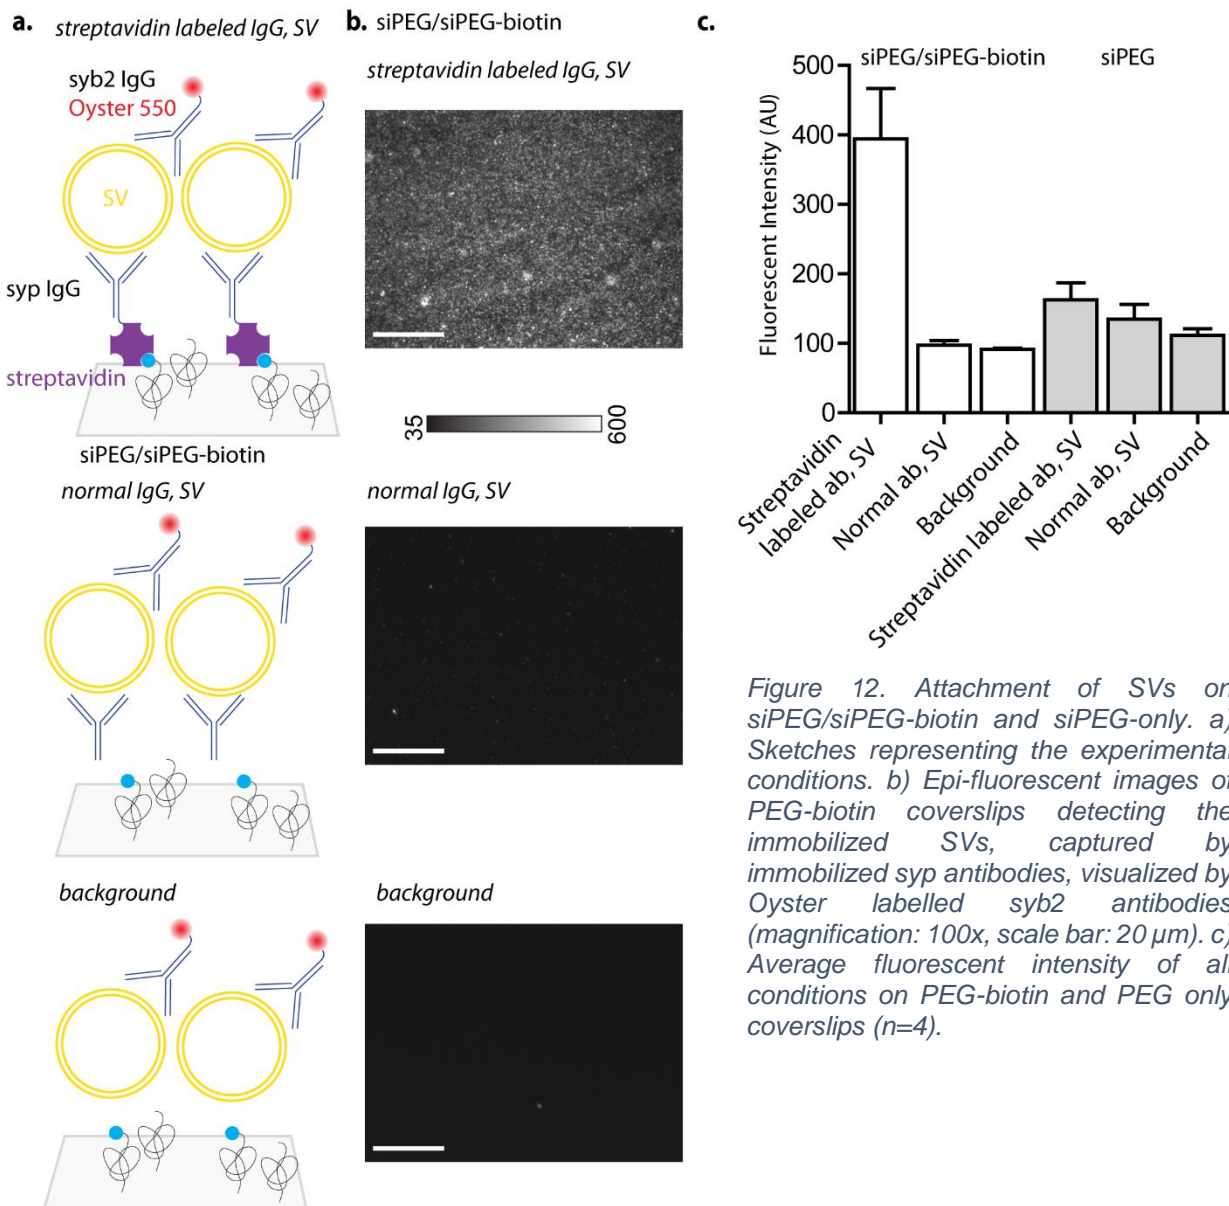 a. streptavidin labeled IgG, SV
syb2 IgG
Oyster 550
SV
syp IgG
streptavidin
siPEG/siPEG-biotin
normal IgG, SV
background
b. siPEG/siPEG-biotin
streptavidin labeled IgG, SV
35
600
normal IgG, SV
background
c.
siPEG/siPEG-biotin
siPEG
Fluorescent Intensity (AU)
500
400
300
200
100
0
Streptavidin
labeled ab, SV
Normal ab, SV
Background
Streptavidin labeled ab, SV
Normal ab, SV
Background
Figure 12. Attachment of SVs on
siPEG/siPEG-biotin and siPEG-only. a)
Sketches representing the experimental
conditions. b) Epi-fluorescent images of
PEG-biotin coverslips detecting the
immobilized SVs, captured by
immobilized syp antibodies, visualized by
Oyster labelled syb2 antibodies
(magnification: 100x, scale bar: 20 µm). c)
Average fluorescent intensity of all
conditions on PEG-biotin and PEG only
coverslips (n=4).